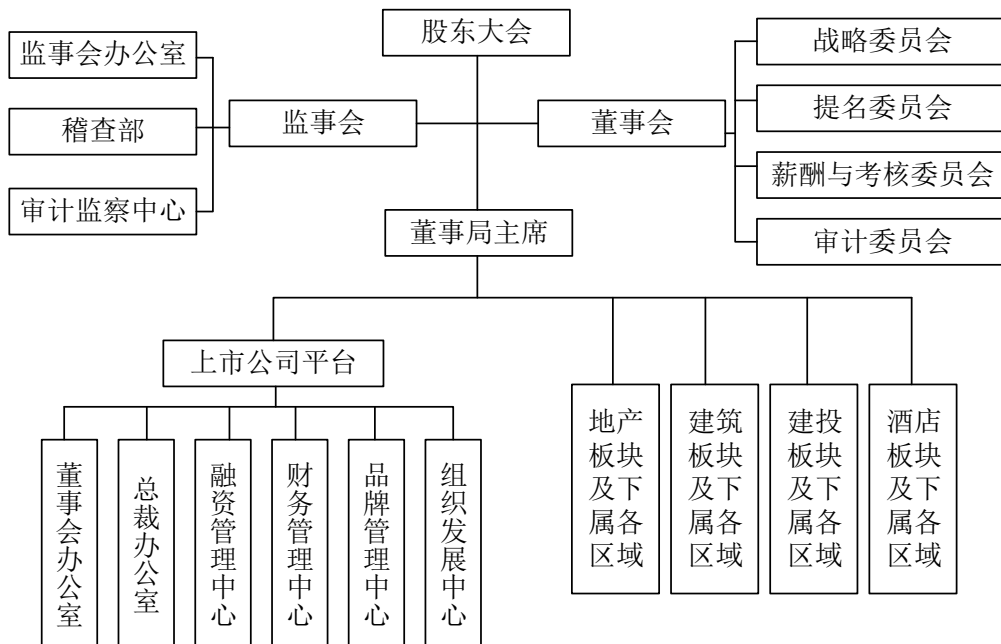 股东大会
监事会办公室
稽查部
审计监察中心
监事会
董事会
战略委员会
提名委员会
薪酬与考核委员会
审计委员会
董事局主席
上市公司平台
董事会办公室
总裁办公室
融资管理中心
财务管理中心
品牌管理中心
组织发展中心
地产
板块
及下
属各
区域
建筑
板块
及下
属各
区域
建投
板块
及下
属各
区域
酒店
板块
及下
属各
区域